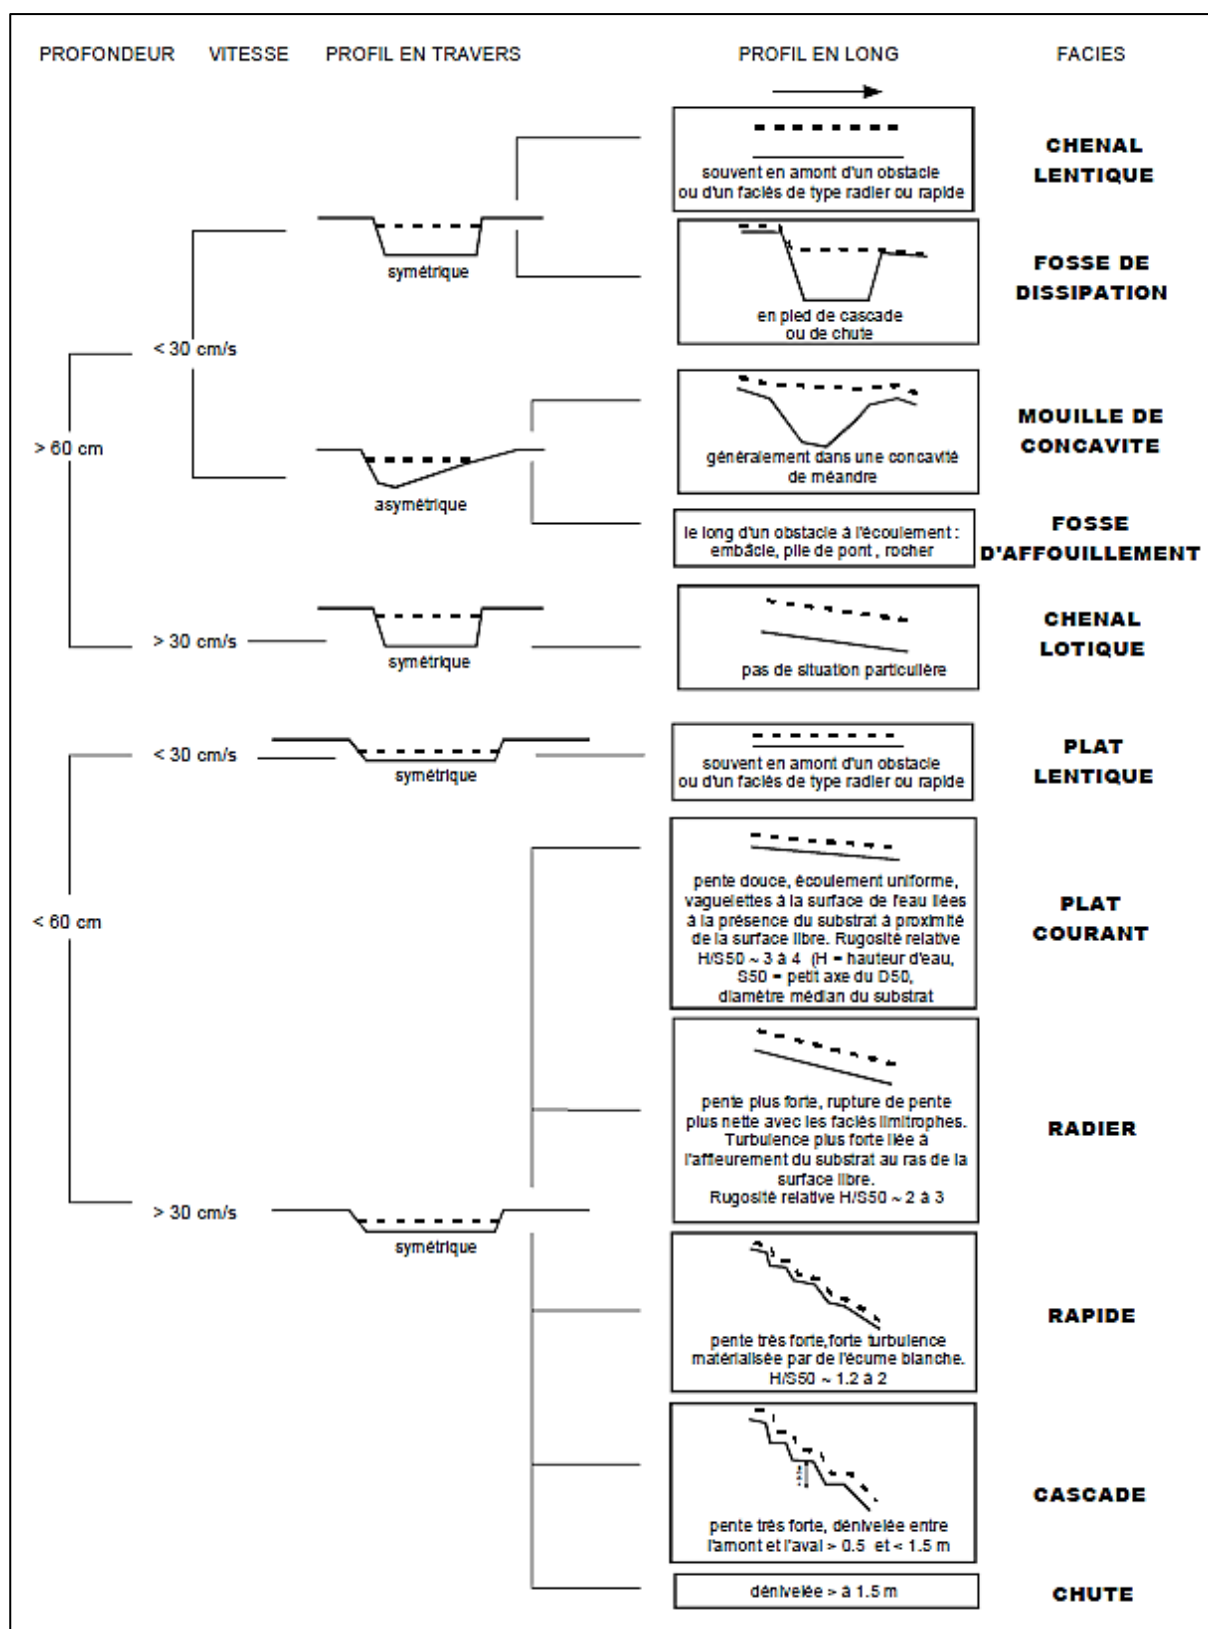 PROFONDEUR VITESSE PROFIL EN TRAVERS PROFIL EN LONG FACIES
souvent en amont d'un obstacle
ou d'un faciés de type radier ou rapide
CHENAL
LENTIQUE
symétrique
en pied de cascade
ou de chute
FOSSE DE
DISSIPATION
< 30 cm/s
> 60 cm
asymétrique
généralement dans une concavité
de méandre
MOUILLE DE
CONCAVITE
le long d'un obstacle à l'écoulement :
embâcle, pile de pont , rocher
FOSSE
D'AFFOUILLEMENT
> 30 cm/s
symétrique
pas de situation particulière
CHENAL
LOTIQUE
< 30 cm/s
symétrique
souvent en amont d'un obstacle
ou d'un faciés de type radier ou rapide
PLAT
LENTIQUE
< 60 cm
pente douce, écoulement uniforme,
vaguelettes à la surface de l'eau liées
à la présence du substrat à proximité
de la surface libre. Rugosité relative
H/S50 ~ 3 à 4 (H = hauteur d'eau,
S50 = petit axe du D50,
diamètre médian du substrat
PLAT
COURANT
pente plus forte, rupture de pente
plus nette avec les faciés limitrophes.
Turbulence plus forte liée à
l'affleurement du substrat au ras de la
surface libre.
Rugosité relative H/S50 ~ 2 à 3
RADIER
> 30 cm/s
symétrique
pente très forte,forte turbulence
matérialisée par de l'écume blanche.
H/S50 ~ 1.2 à 2
RAPIDE
pente très forte, dénivelée entre
l'amont et l'aval > 0.5 et < 1.5 m
CASCADE
dénivelée > à 1.5 m
CHUTE